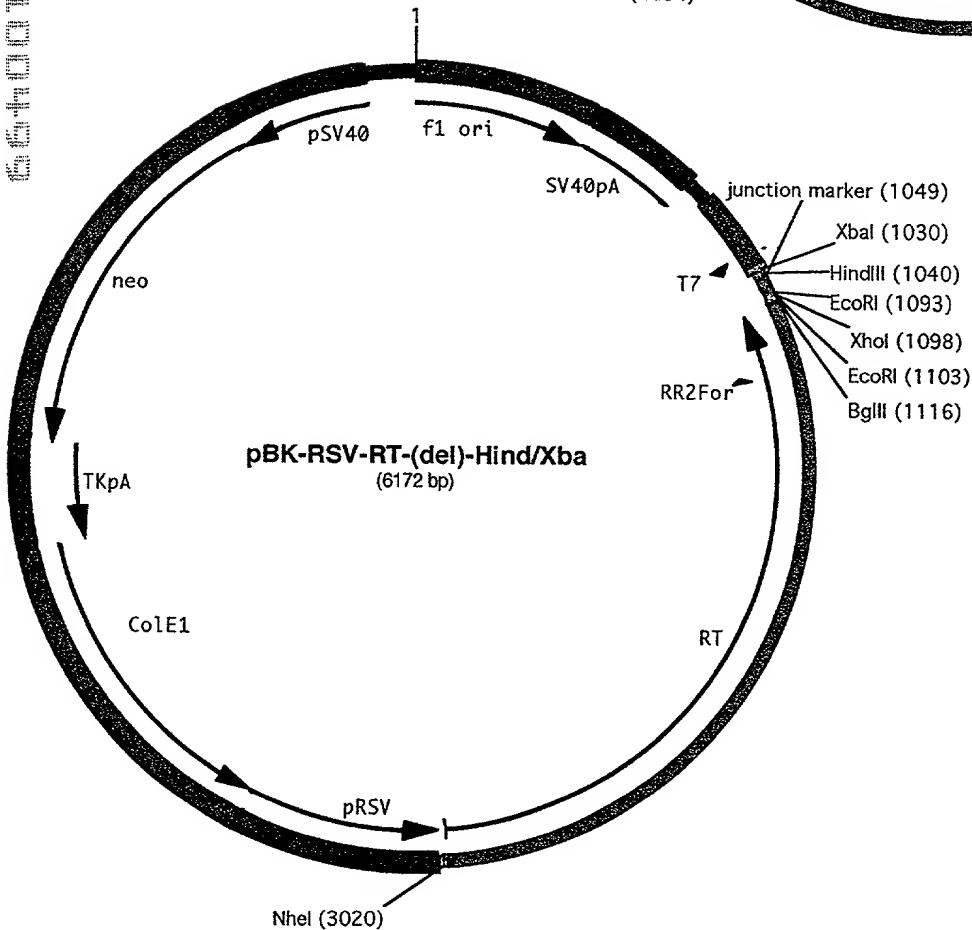 1
pSV40
f1 ori
SV40pA
junction marker (1049)
XbaI (1030)
HindIII (1040)
T7
EcoRI (1093)
neo
XhoI (1098)
EcoRI (1103)
RR2For
BglII (1116)
pBK-RSV-RT-(del)-Hind/Xba
(6172 bp)
TKpA
ColE1
RT
pRSV
NheI (3020)